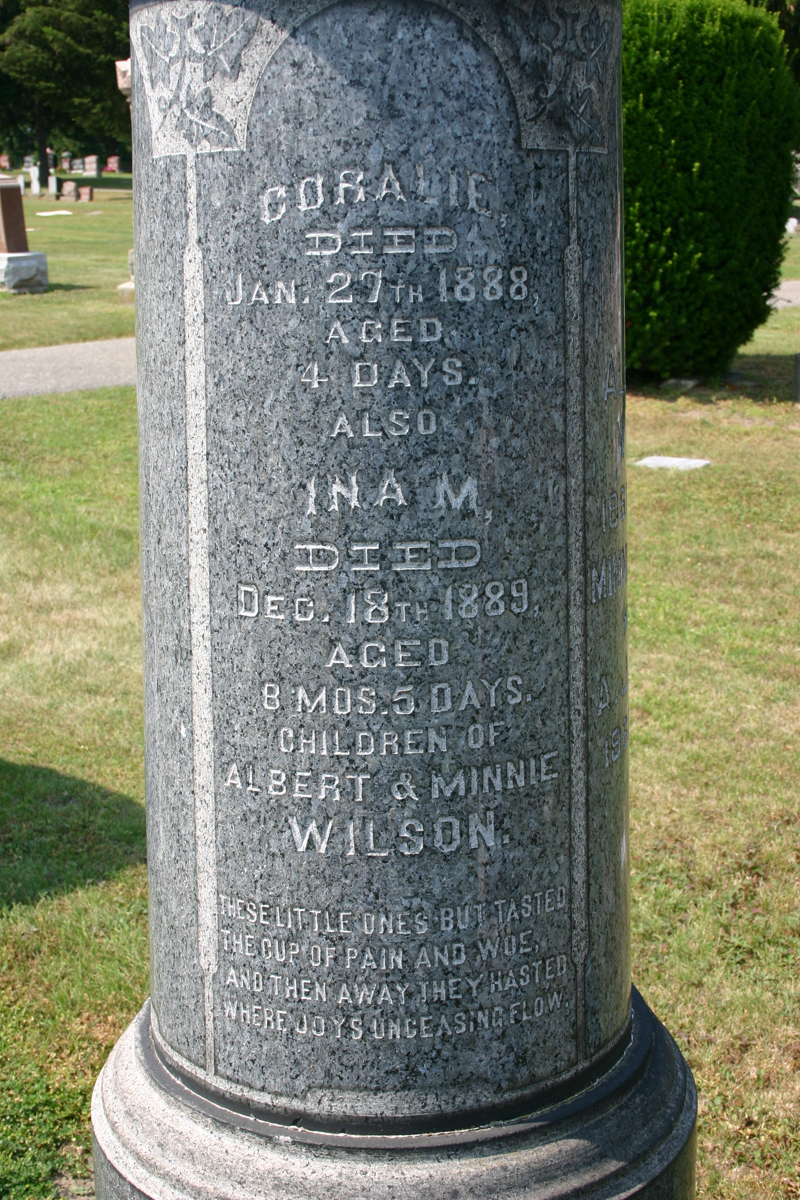 CORALIE,
DIED
JAN. 27TH 1888,
AGED
4 DAYS.
ALSO
INA M,
DIED
DEC. 18TH 1889,
AGED
8 MOS. 5 DAYS.
CHILDREN OF
ALBERT & MINNIE
WILSON.
THESE LITTLE ONES BUT TASTED
THE CUP OF PAIN AND WOE,
AND THEN AWAY THEY HASTED
WHERE JOYS UNCEASING FLOW.